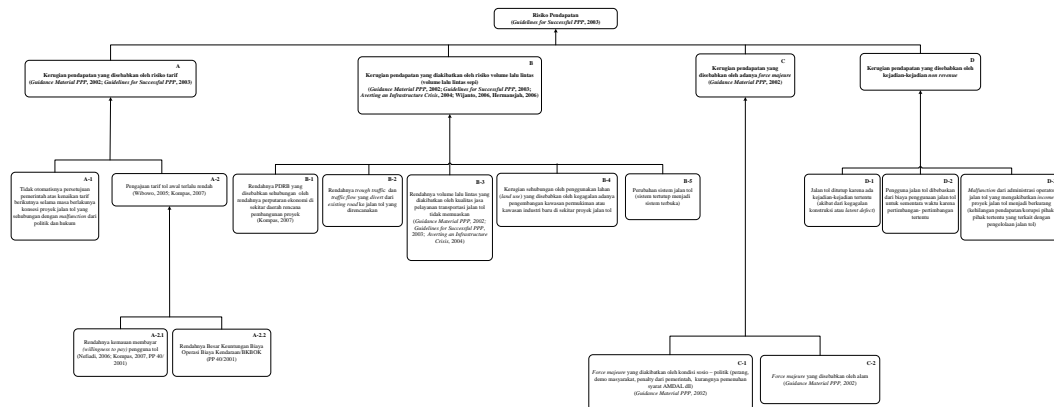 Risiko Pendapatan
(Guidelines for Successful PPP, 2003)
A
Kerugian pendapatan yang disebabkan oleh risiko tarif
(Guidance Material PPP, 2002; Guidelines for Successful PPP, 2003)
B
Kerugian pendapatan yang diakibatkan oleh risiko volume lalu lintas
(volume lalu lintas sepi)
(Guidance Material PPP, 2002; Guidelines for Successful PPP, 2003;
Averting an Infrastructure Crisis, 2004; Wijanto, 2006, Hermansjah, 2006)
C
Kerugian pendapatan yang
disebabkan oleh adanya force majeure
(Guidance Material PPP, 2002)
D
Kerugian pendapatan yang disebabkan oleh
kejadian-kejadian non revenue
A-1
Tidak otomatisnya persetujuan
pemerintah atas kenaikan tarif
berikutnya selama masa berlakunya
konsesi proyek jalan tol yang
sehubungan dengan malfunction dari
politik dan hukum
A-2
Pengajuan tarif tol awal terlalu rendah
(Wibowo, 2005; Kompas, 2007)
B-1
Rendahnya PDRB yang
disebabkan sehubungan oleh
rendahnya perputaran ekonomi di
sekitar daerah rencana
pembangunan proyek
(Kompas, 2007)
B-2
Rendahnya trough traffic dan
traffic flow yang divert dari
existing road ke jalan tol yang
direncanakan
B-3
Rendahnya volume lalu lintas yang
diakibatkan oleh kualitas jasa
pelayanan transportasi jalan tol
tidak memuaskan
(Guidance Material PPP, 2002;
Guidelines for Successful PPP,
2003; Averting an Infrastructure
Crisis, 2004)
B-4
Kerugian sehubungan oleh penggunaan lahan
(land use) yang disebabkan oleh kegagalan adanya
pengembangan kawasan permukiman atau
kawasan industri baru di sekitar proyek jalan tol
B-5
Perubahan sistem jalan tol
(sistem tertutup menjadi
sistem terbuka)
D-1
Jalan tol ditutup karena ada
kejadian-kejadian tertentu
(akibat dari kegagalan
konstruksi atau latent defect)
D-2
Pengguna jalan tol dibebaskan
dari biaya penggunaan jalan tol
untuk sementara waktu karena
pertimbangan- pertimbangan
tertentu
Malfunction dari administrasi operator
jalan tol yang mengakibatkan income
proyek jalan tol menjadi berkurang
(kehilangan pendapatan/korupsi pihak
pihak tertentu yang terkait dengan
pengelolaan jalan tol)
A-2.1
Rendahnya kemauan membayar
(willingness to pay) pengguna tol
(Nefiadi, 2006; Kompas, 2007, PP 40/
2001)
A-2.2
Rendahnya Besar Keuntungan Biaya
Operasi Biaya Kendaraan/BKBOK
(PP 40/2001)
C-1
Force majeure yang diakibatkan oleh kondisi sosio – politik (perang,
demo masyarakat, penalty dari pemerintah, kurangnya pemenuhan
syarat AMDAL dll)
(Guidance Material PPP, 2002)
C-2
Force majeure yang disebabkan oleh alam
(Guidance Material PPP, 2002)